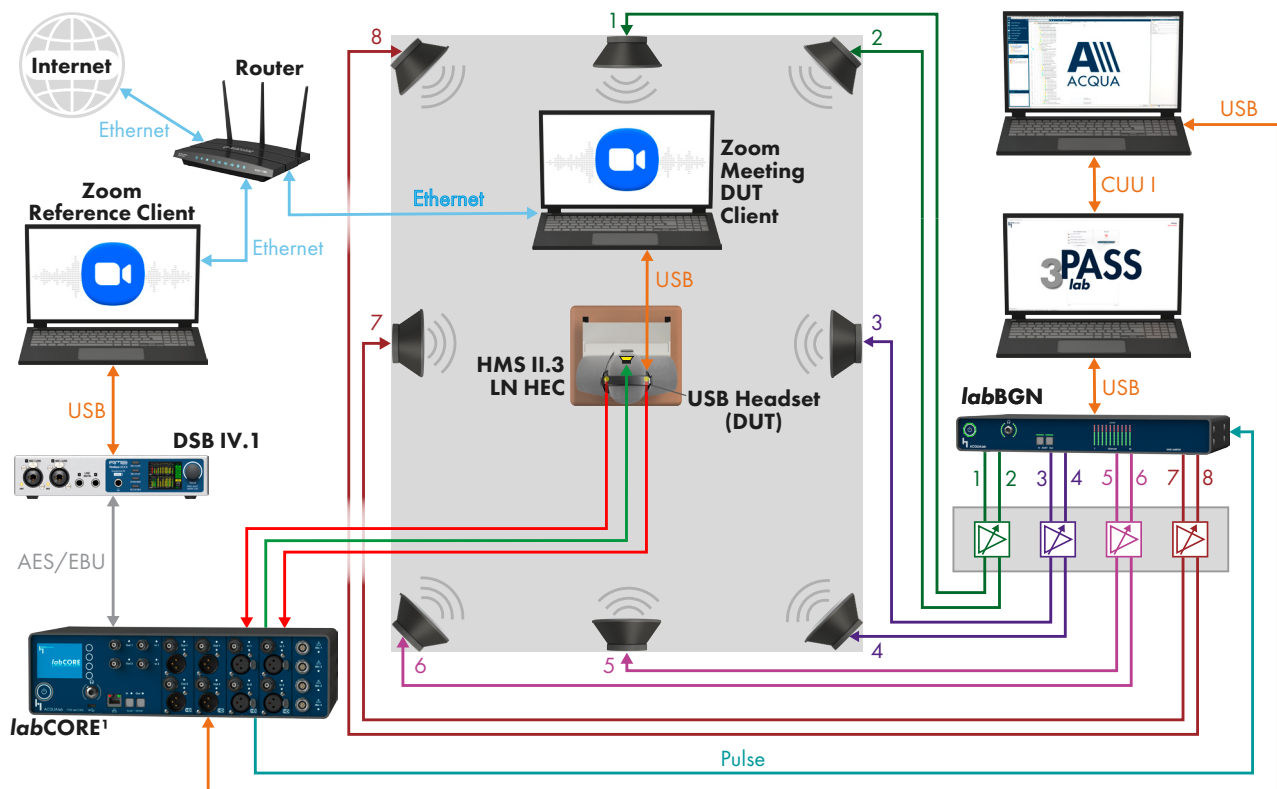 Internet
Router
Ethernet
Zoom
Reference Client
Ethernet
Ethernet
USB
DSB IV.1
AES/EBU
labCORE
labCORE¹
8
1
2
Zoom
Meeting
DUT
Client
USB
7
3
HMS II.3
LN HEC
USB Headset
(DUT)
6
5
4
ACQUA
USB
CUU I
3PASS
lab
USB
labBGN
1
2
3
4
5
6
7
8
Pulse